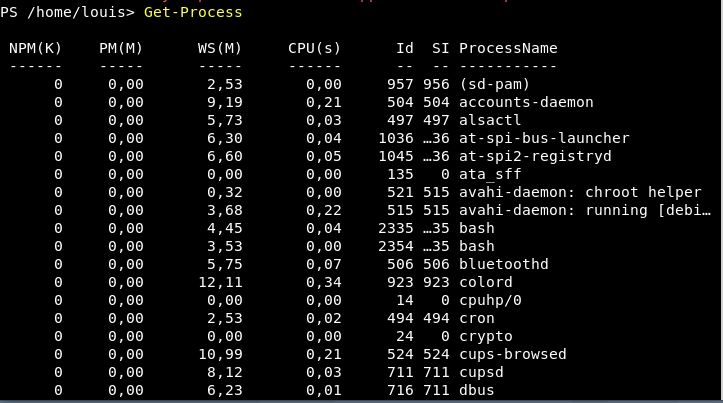 PS /home/louis> Get-Process
NPM(K) PM(M) WS(M) CPU(s) Id SI ProcessName
------ ----- ----- ------ -- -- -----------
0 0,00 2,53 0,00 957 956 (sd-pam)
0 0,00 9,19 0,21 504 504 accounts-daemon
0 0,00 5,73 0,03 497 497 alsactl
0 0,00 6,30 0,04 1036 …36 at-spi-bus-launcher
0 0,00 6,60 0,05 1045 …36 at-spi2-registryd
0 0,00 0,00 0,00 135 0 ata_sff
0 0,00 0,32 0,00 521 515 avahi-daemon: chroot helper
0 0,00 3,68 0,22 515 515 avahi-daemon: running [debi…
0 0,00 4,45 0,04 2335 …35 bash
0 0,00 3,53 0,00 2354 …35 bash
0 0,00 5,75 0,07 506 506 bluetoothd
0 0,00 12,11 0,34 923 923 colord
0 0,00 0,00 0,00 14 0 cpuhp/0
0 0,00 2,53 0,02 494 494 cron
0 0,00 0,00 0,00 24 0 crypto
0 0,00 10,99 0,21 524 524 cups-browsed
0 0,00 8,12 0,03 711 711 cupsd
0 0,00 6,23 0,01 716 711 dbus